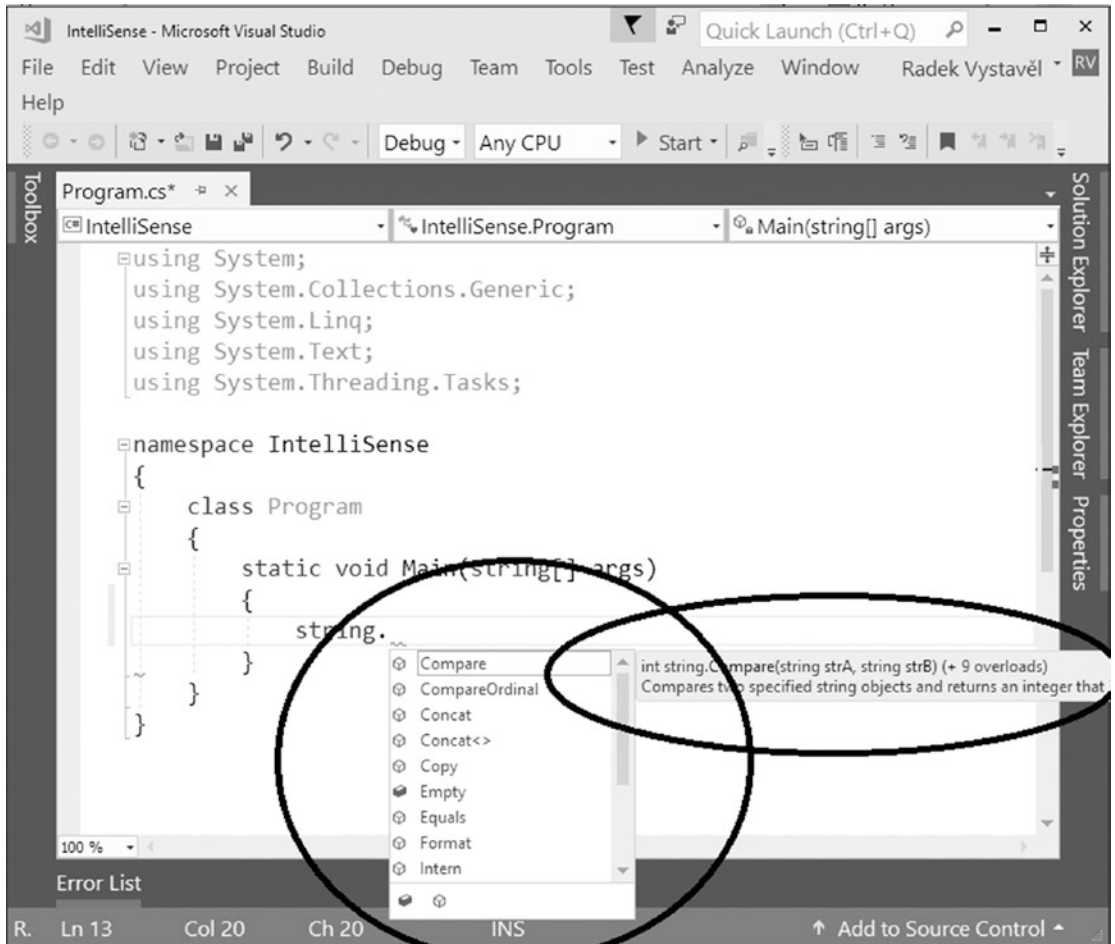 IntelliSense - Microsoft Visual Studio
Quick Launch (Ctrl+Q)
File Edit View Project Build Debug Team Tools Test Analyze Window Radek Vystavěl RV
Help
Debug Any CPU Start
Toolbox
Program.cs*
Solution Explorer
Team Explorer
Properties
C# IntelliSense IntelliSense.Program Main(string[] args)
using System;
using System.Collections.Generic;
using System.Linq;
using System.Text;
using System.Threading.Tasks;
namespace IntelliSense
{
class Program
{
static void Main(string[] args)
{
string.
}
}
}
Compare
CompareOrdinal
Concat
Concat<>
Copy
Empty
Equals
Format
Intern
int string.Compare(string strA, string strB) (+ 9 overloads)
Compares two specified string objects and returns an integer that
100 %
Error List
R. Ln 13 Col 20 Ch 20 INS Add to Source Control